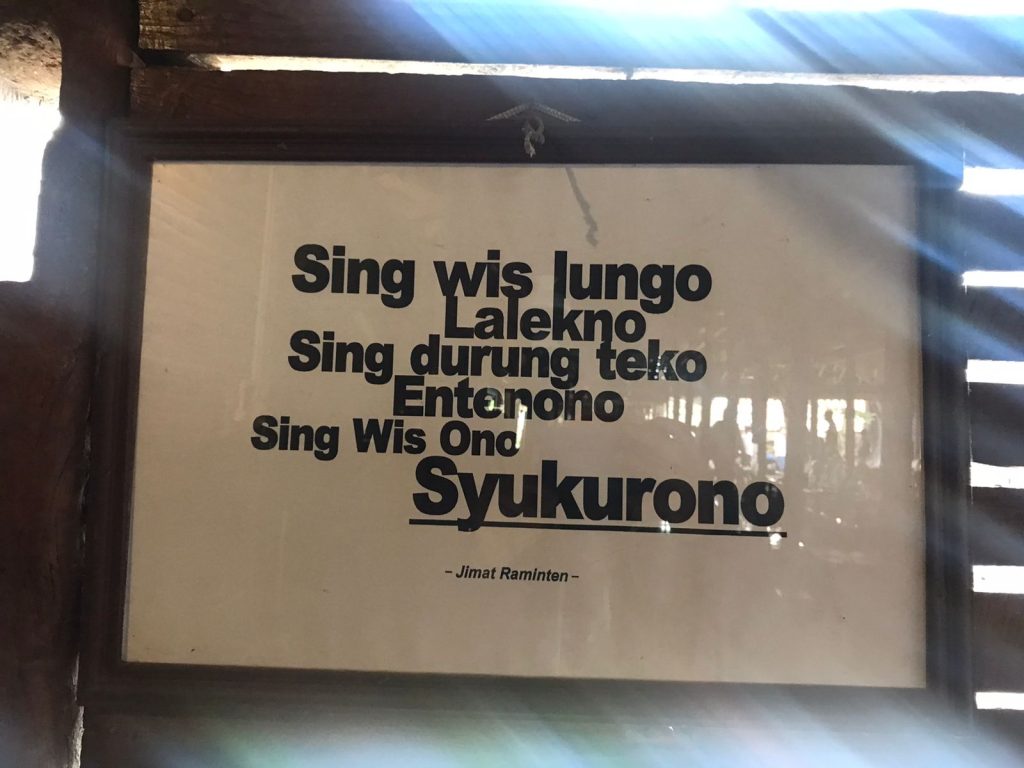 Sing wis lungo
Lalekno
Sing durung teko
Entenono
Sing Wis Ono
Syukurono
– Jimat Raminten –